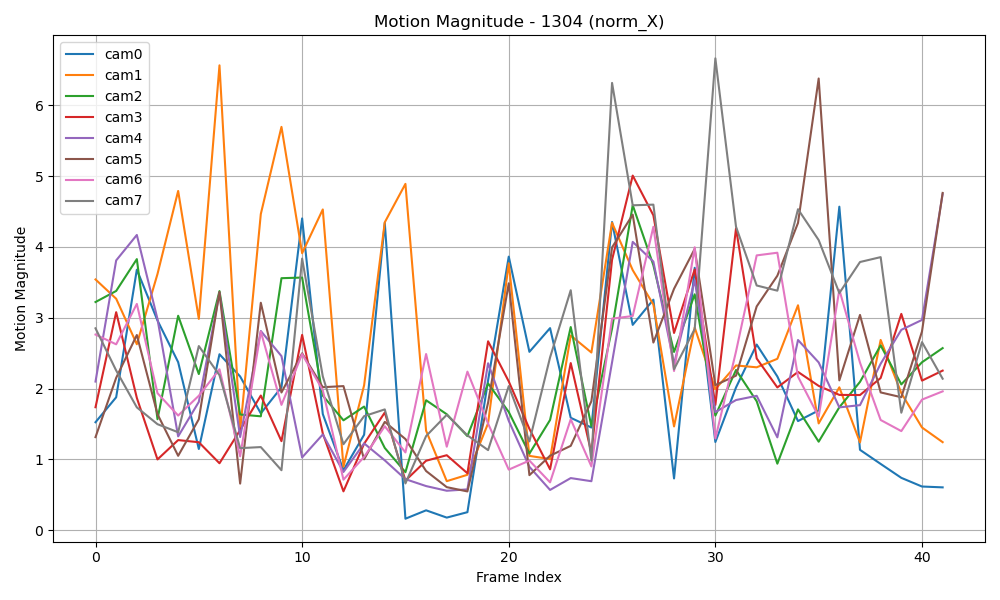 Motion Magnitude - 1304 (norm_X)
cam0
cam1
cam2
cam3
cam4
cam5
cam6
cam7
Motion Magnitude
6
5
4
3
2
1
0
0 10 20 30 40
Frame Index